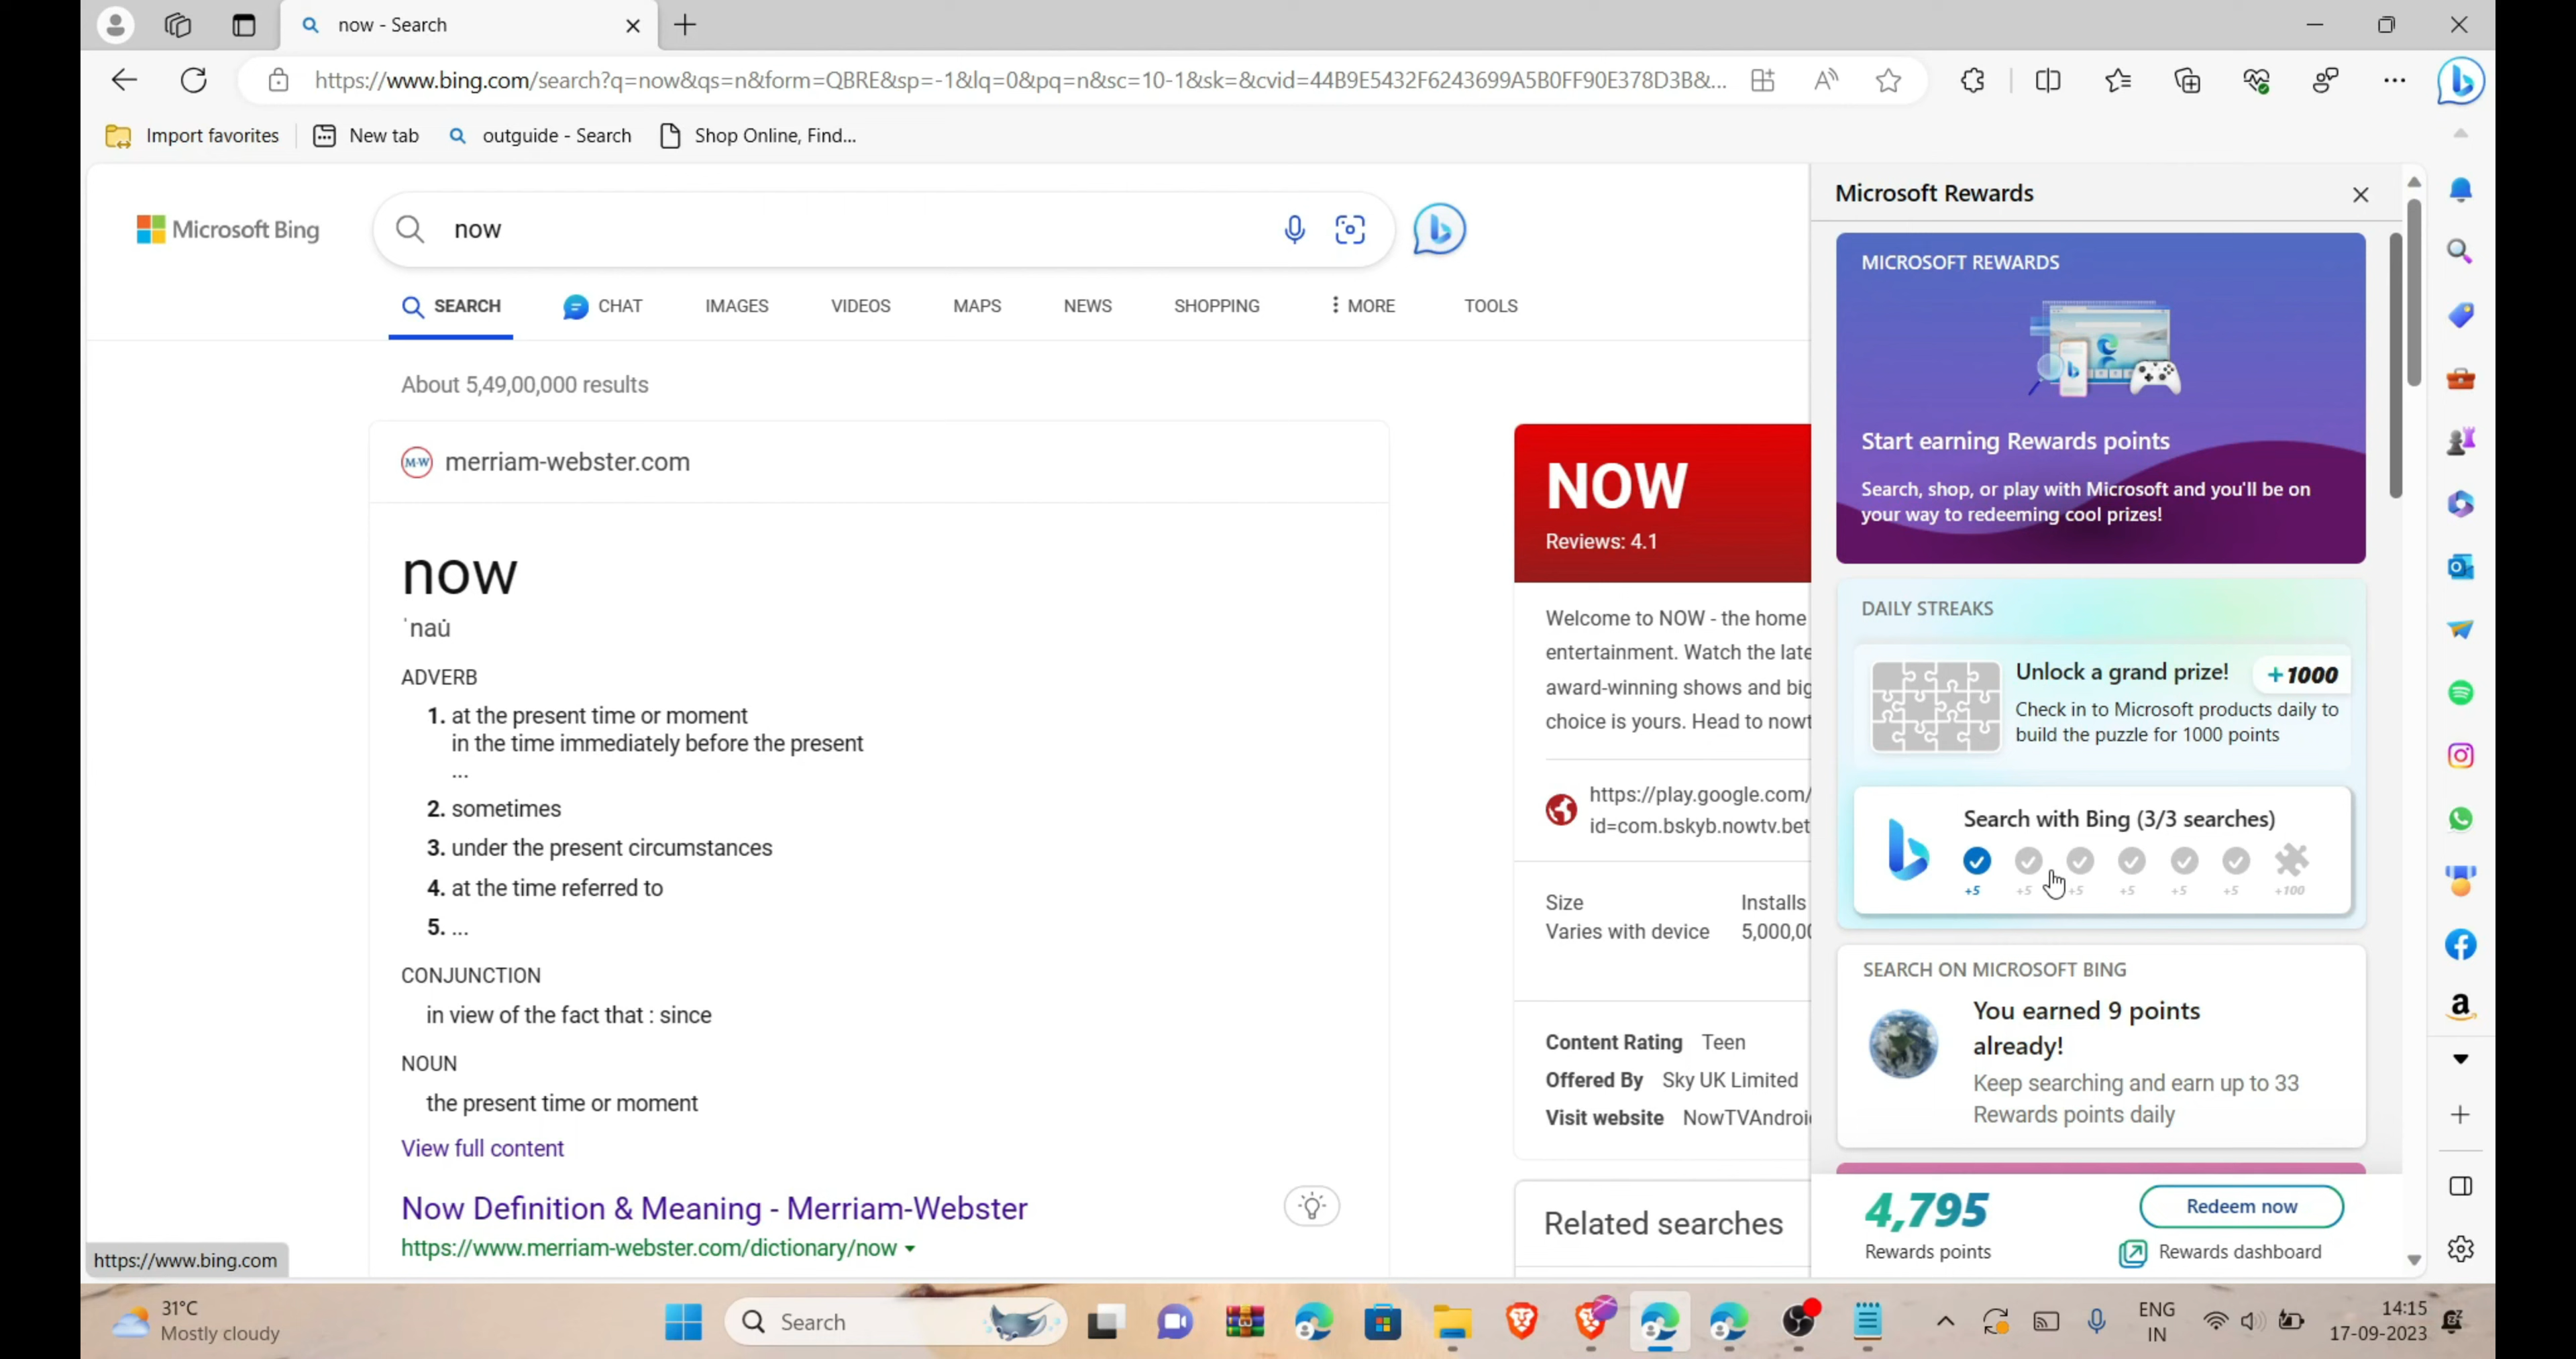 now - Search
https://www.bing.com/search?q=now&qs=n&form=QBRE&sp=-1&lq=0&pq=n&sc=10-1&sk=&cvid=44B9E5432F6243699A5B0FF90E378D3B&...
Import favorites
New tab
outguide - Search
Shop Online, Find...
Microsoft Bing
now
SEARCH
CHAT
IMAGES
VIDEOS
MAPS
NEWS
SHOPPING
MORE
TOOLS
About 5,49,00,000 results
M-W
merriam-webster.com
now
ˈnau̇
ADVERB
1. at the present time or moment
in the time immediately before the present
...
2. sometimes
3. under the present circumstances
4. at the time referred to
5. ...
CONJUNCTION
in view of the fact that : since
NOUN
the present time or moment
View full content
Now Definition & Meaning - Merriam-Webster
https://www.merriam-webster.com/dictionary/now
https://www.bing.com
NOW
Reviews: 4.1
Welcome to NOW - the home
entertainment. Watch the late
award-winning shows and big
choice is yours. Head to nowt
https://play.google.com/
id=com.bskyb.nowtv.bet
Size
Installs
Varies with device
5,000,00
Content Rating Teen
Offered By Sky UK Limited
Visit website NowTVAndroi
Related searches
Microsoft Rewards
MICROSOFT REWARDS
Start earning Rewards points
Search, shop, or play with Microsoft and you'll be on
your way to redeeming cool prizes!
DAILY STREAKS
Unlock a grand prize!
+1000
Check in to Microsoft products daily to
build the puzzle for 1000 points
Search with Bing (3/3 searches)
+5 +5 +5 +5 +5 +5 +100
SEARCH ON MICROSOFT BING
You earned 9 points
already!
Keep searching and earn up to 33
Rewards points daily
4,795
Rewards points
Redeem now
Rewards dashboard
31°C
Mostly cloudy
Search
ENG
IN
14:15
17-09-2023